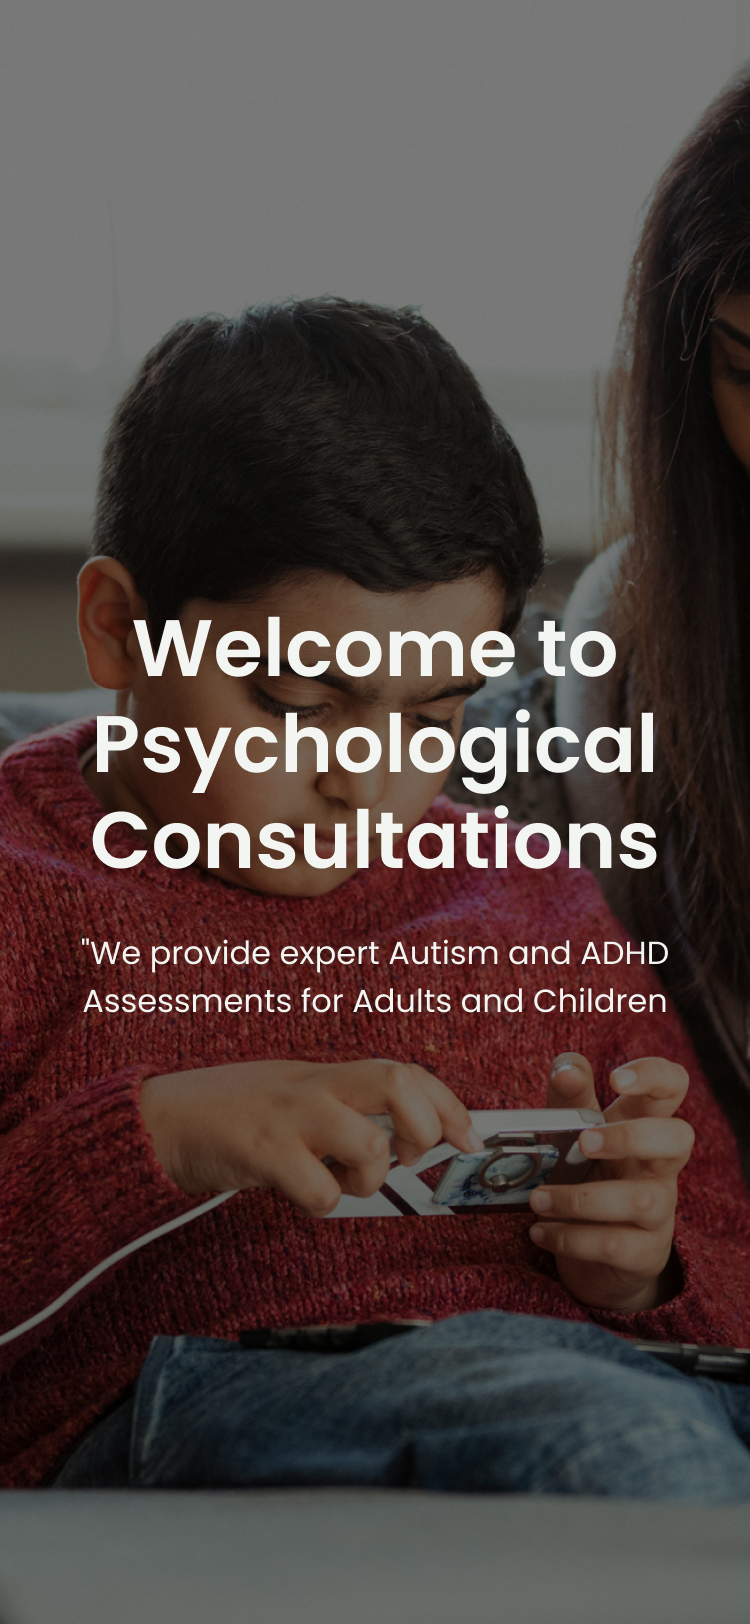 Welcome to
Psychological
Consultations
"We provide expert Autism and ADHD
Assessments for Adults and Children